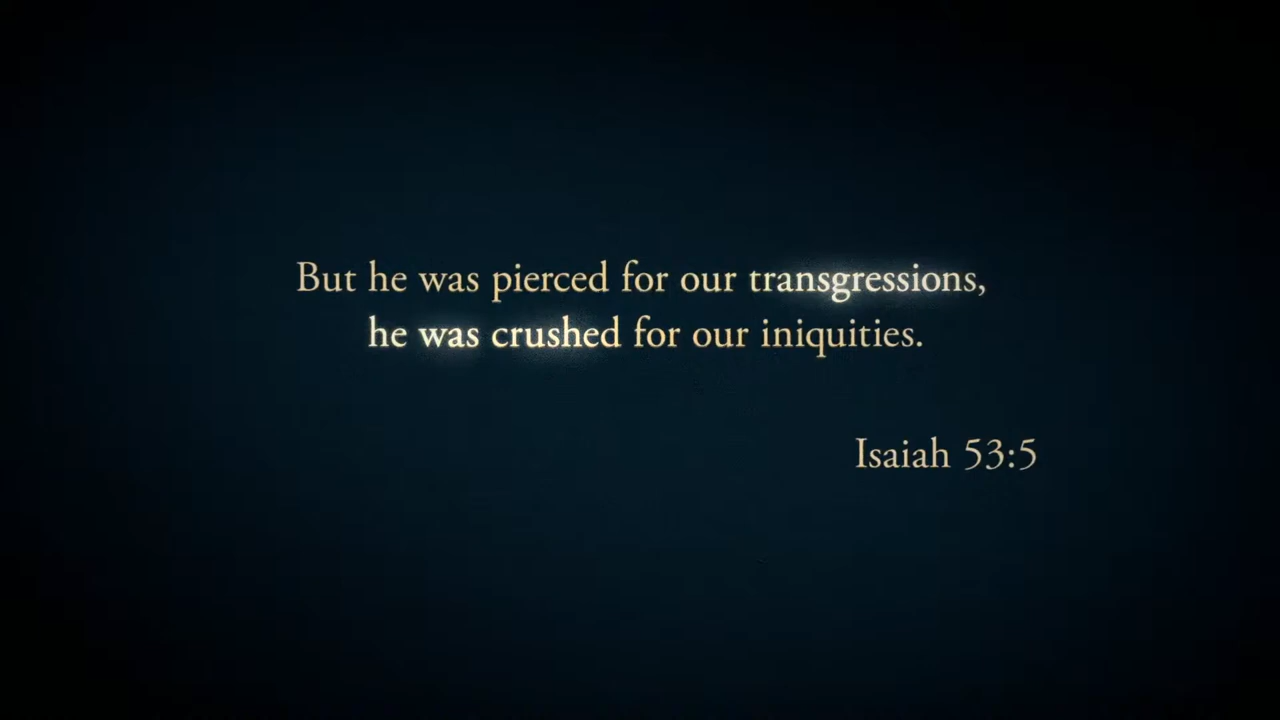 But he was pierced for our transgressions,
he was crushed for our iniquities.
Isaiah 53:5